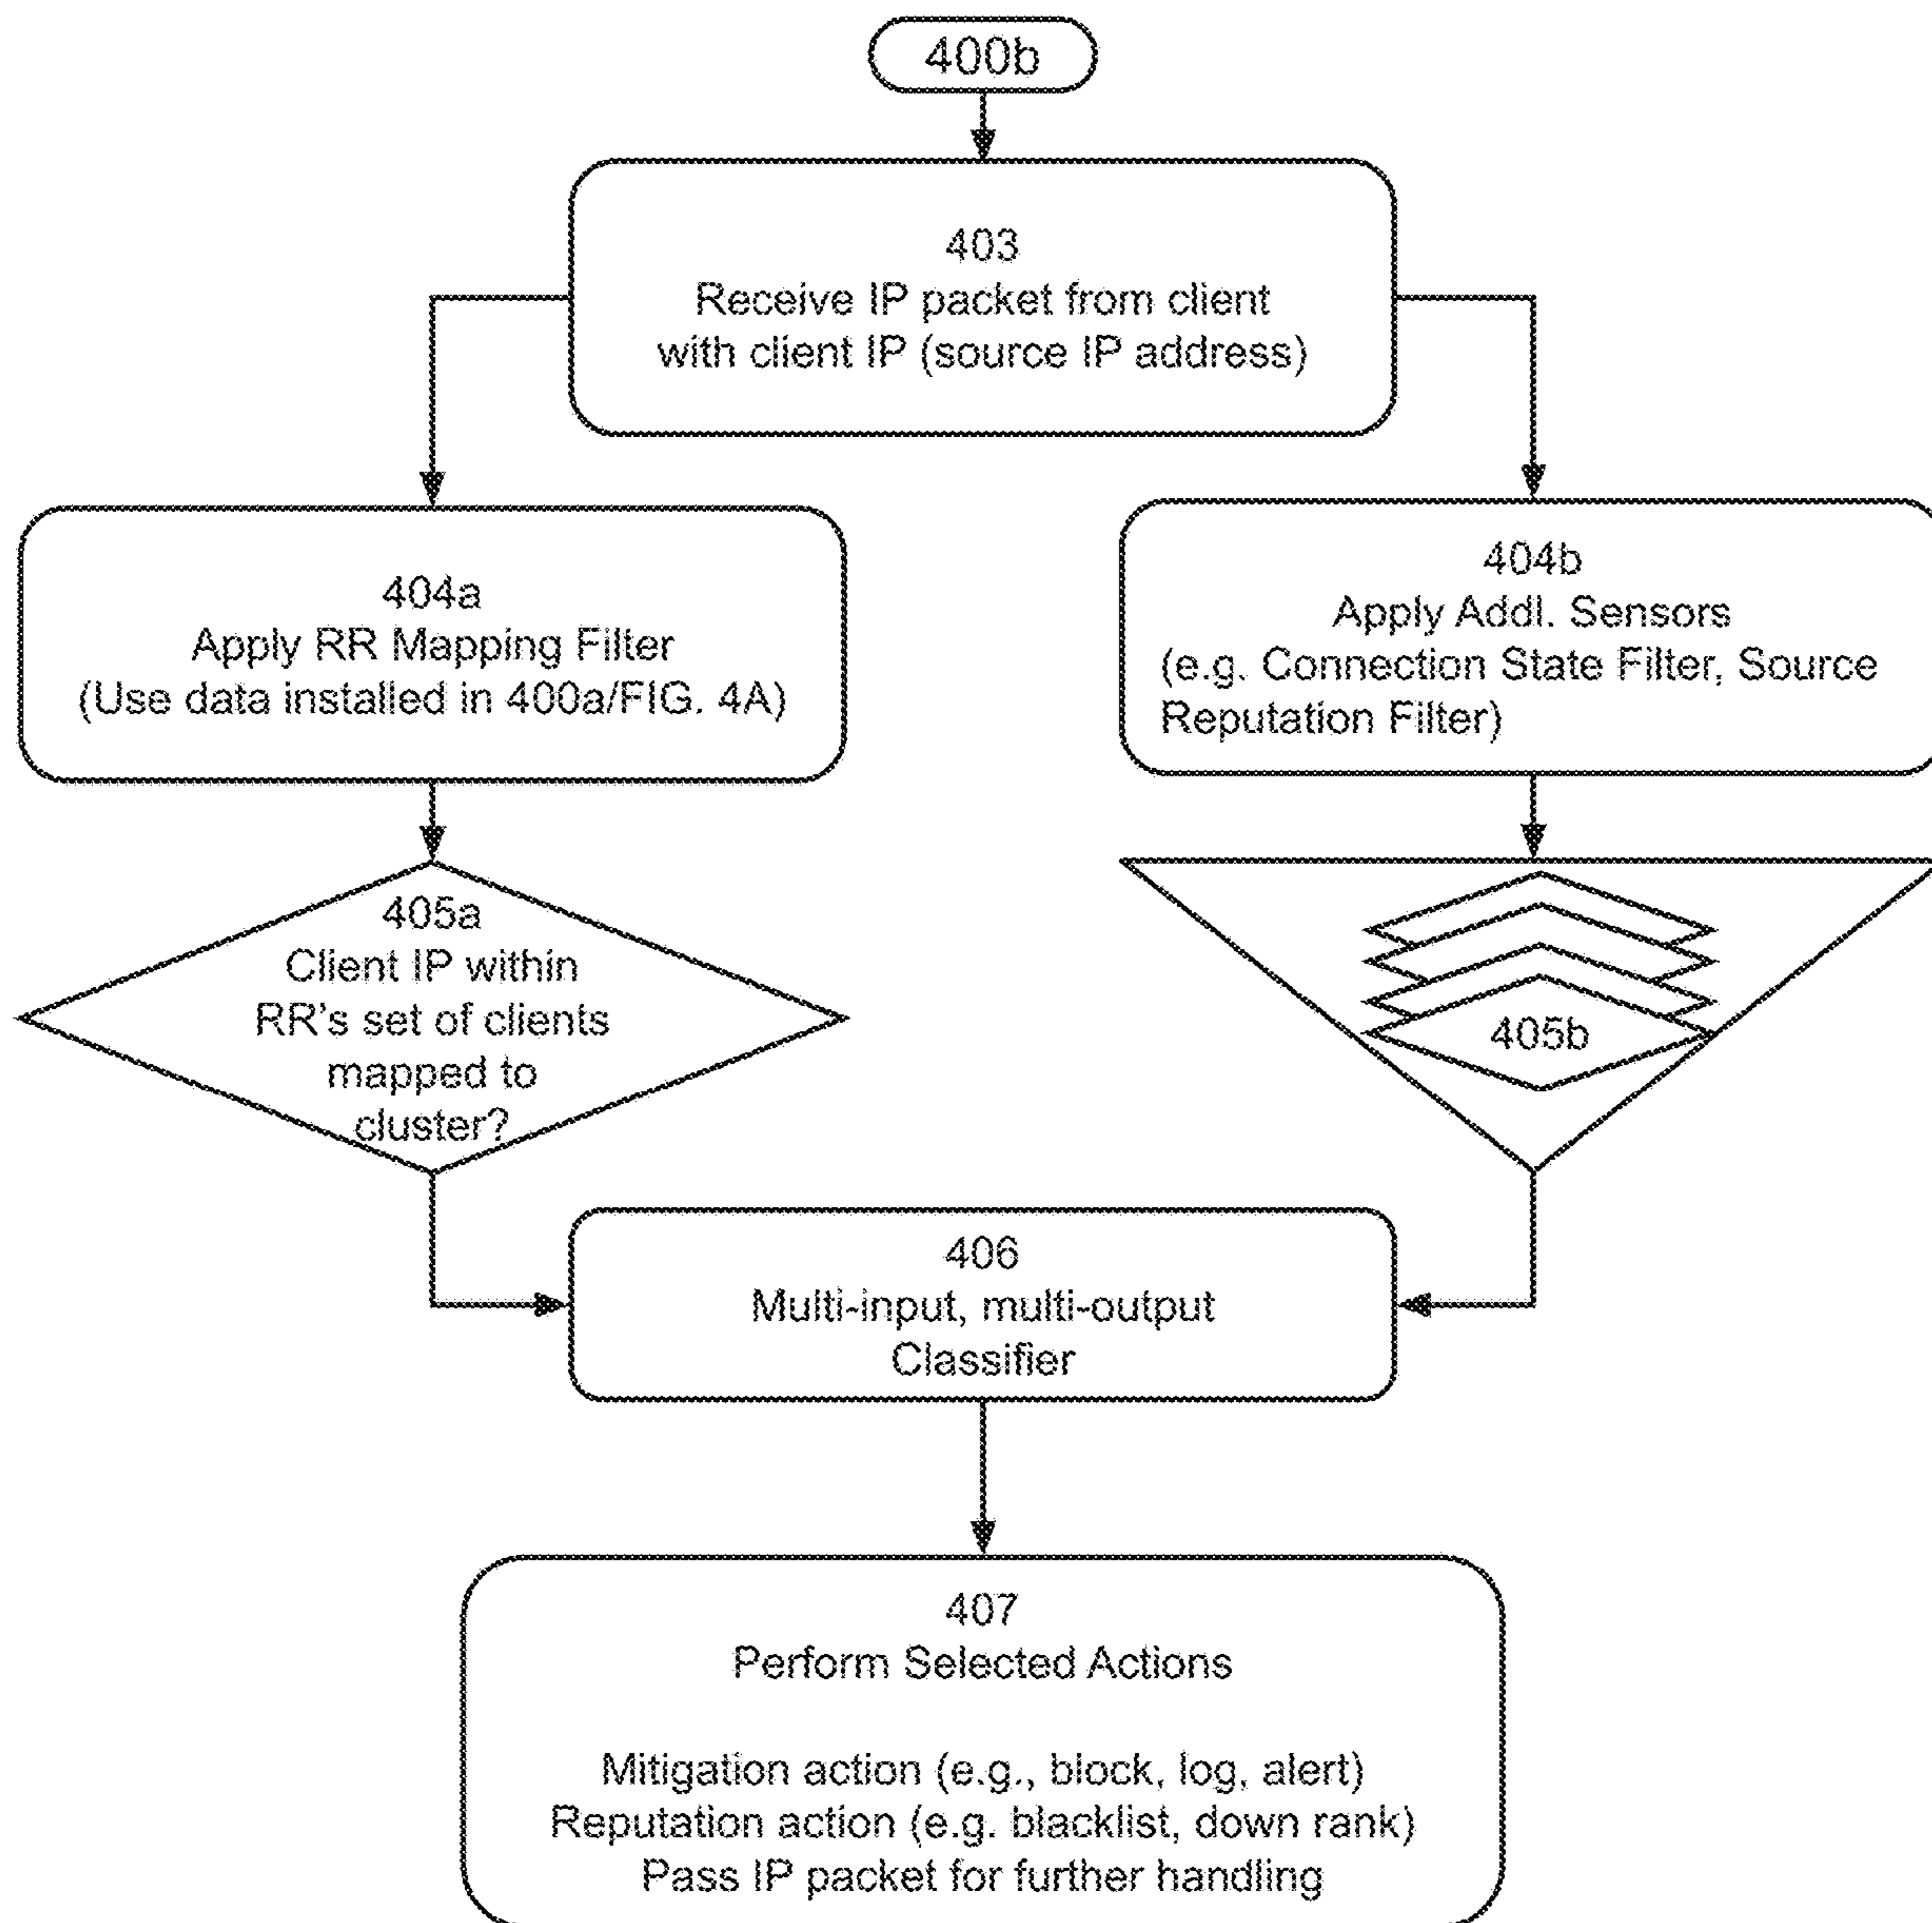 400b
403
Receive IP packet from client
with client IP (source IP address)
404a
Apply RR Mapping Filter
(Use data installed in 400a/FIG. 4A)
404b
Apply Addl. Sensors
(e.g. Connection State Filter, Source
Reputation Filter)
405a
Client IP within
RR's set of clients
mapped to
cluster?
405b
406
Multi-input, multi-output
Classifier
407
Perform Selected Actions
Mitigation action (e.g., block, log, alert)
Reputation action (e.g. blacklist, down rank)
Pass IP packet for further handling